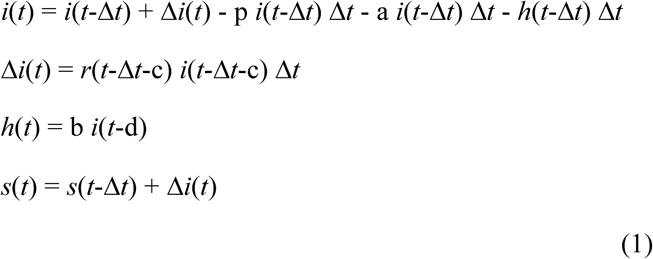 i(t) = i(t-Δt) + Δi(t) - p i(t-Δt) Δt - a i(t-Δt) Δt - h(t-Δt) Δt
Δi(t) = r(t-Δt-c) i(t-Δt-c) Δt
h(t) = b i(t-d)
s(t) = s(t-Δt) + Δi(t)
(1)